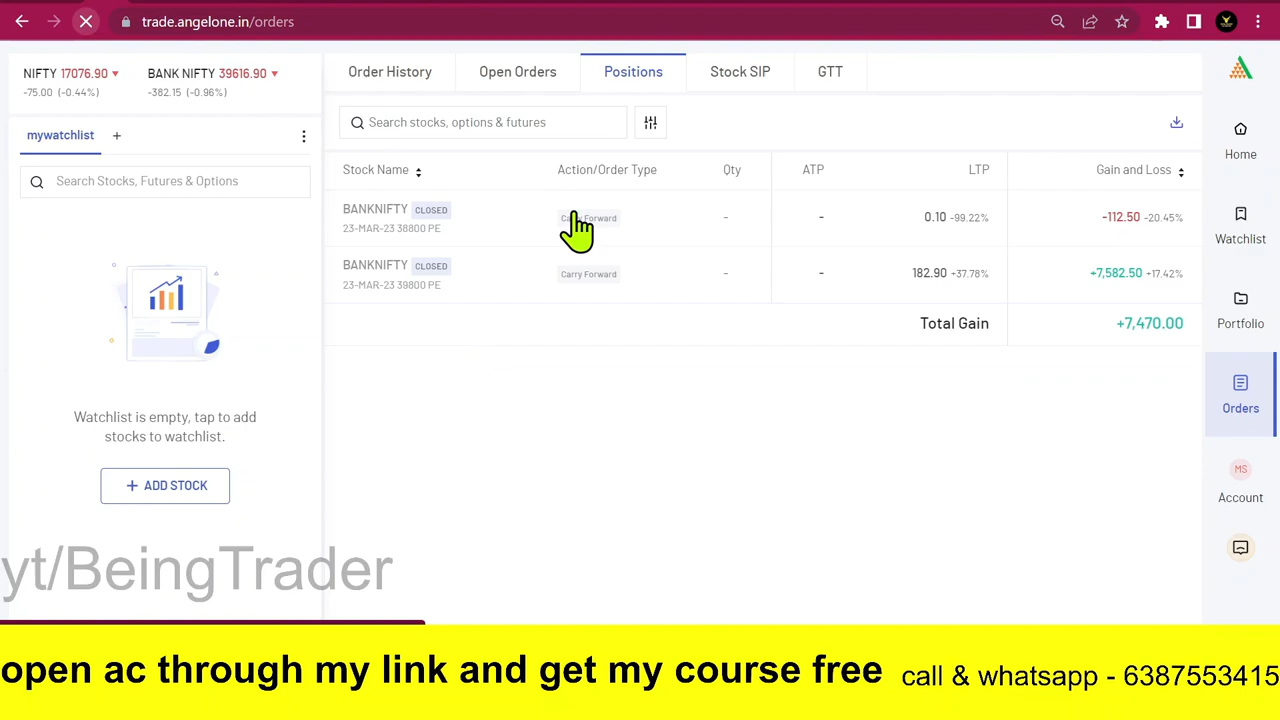 trade.angelone.in/orders
NIFTY 17076.90
-75.00 (-0.44%)
BANK NIFTY 39616.90
-382.15 (-0.96%)
mywatchlist +
Search Stocks, Futures & Options
Watchlist is empty, tap to add
stocks to watchlist.
+ ADD STOCK
Order History Open Orders Positions Stock SIP GTT
Search stocks, options & futures
Stock Name Action/Order Type Qty ATP LTP Gain and Loss
BANKNIFTY CLOSED
23-MAR-23 38800 PE
Carry Forward - - 0.10 -99.22% -112.50 -20.45%
BANKNIFTY CLOSED
23-MAR-23 39800 PE
Carry Forward - - 182.90 +37.78% +7,582.50 +17.42%
Total Gain +7,470.00
Home
Watchlist
Portfolio
Orders
MS
Account
yt/BeingTrader
open ac through my link and get my course free call & whatsapp - 6387553415